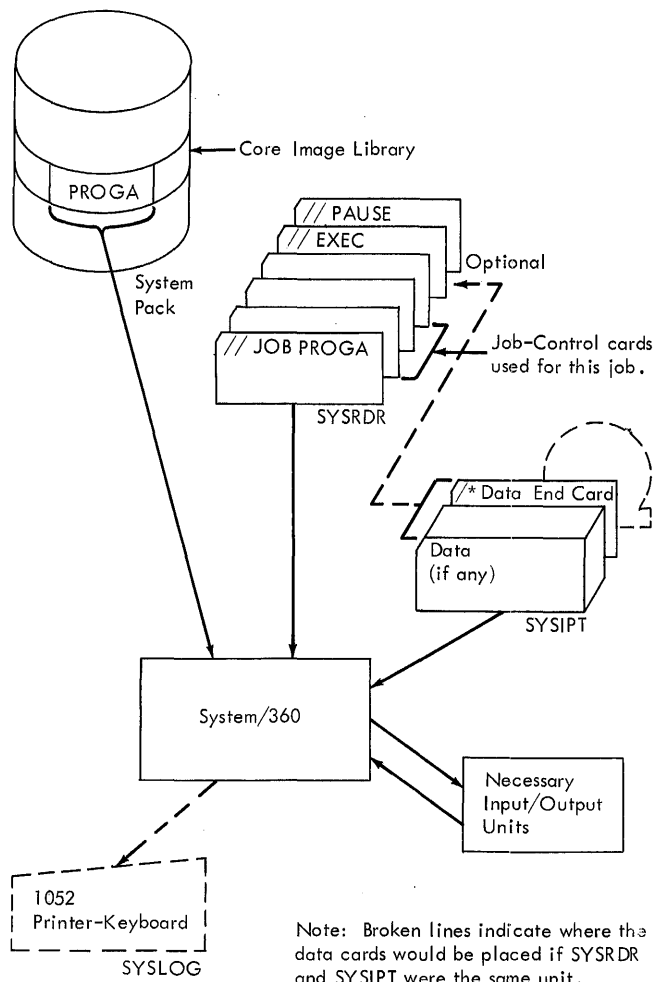 Core Image Library
PROGA
System
Pack
// PAUSE
// EXEC
Optional
// JOB PROGA
Job-Control cards
used for this job.
SYSRDR
/* Data End Card
Data
(if any)
SYSIPT
System/360
Necessary
Input/Output
Units
1052
Printer-Keyboard
SYSLOG
Note: Broken lines indicate where the
data cards would be placed if SYSRDR
and SYSIPT were the same unit.